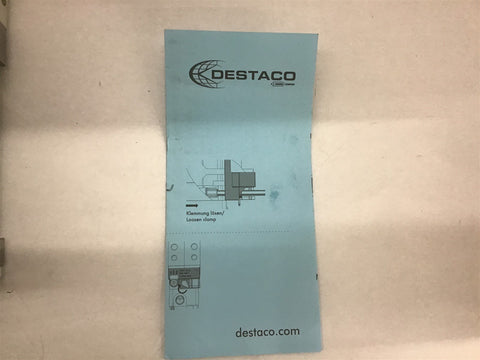 DESTACO
Klemmung lösen/
Loosen clamp
destaco.com